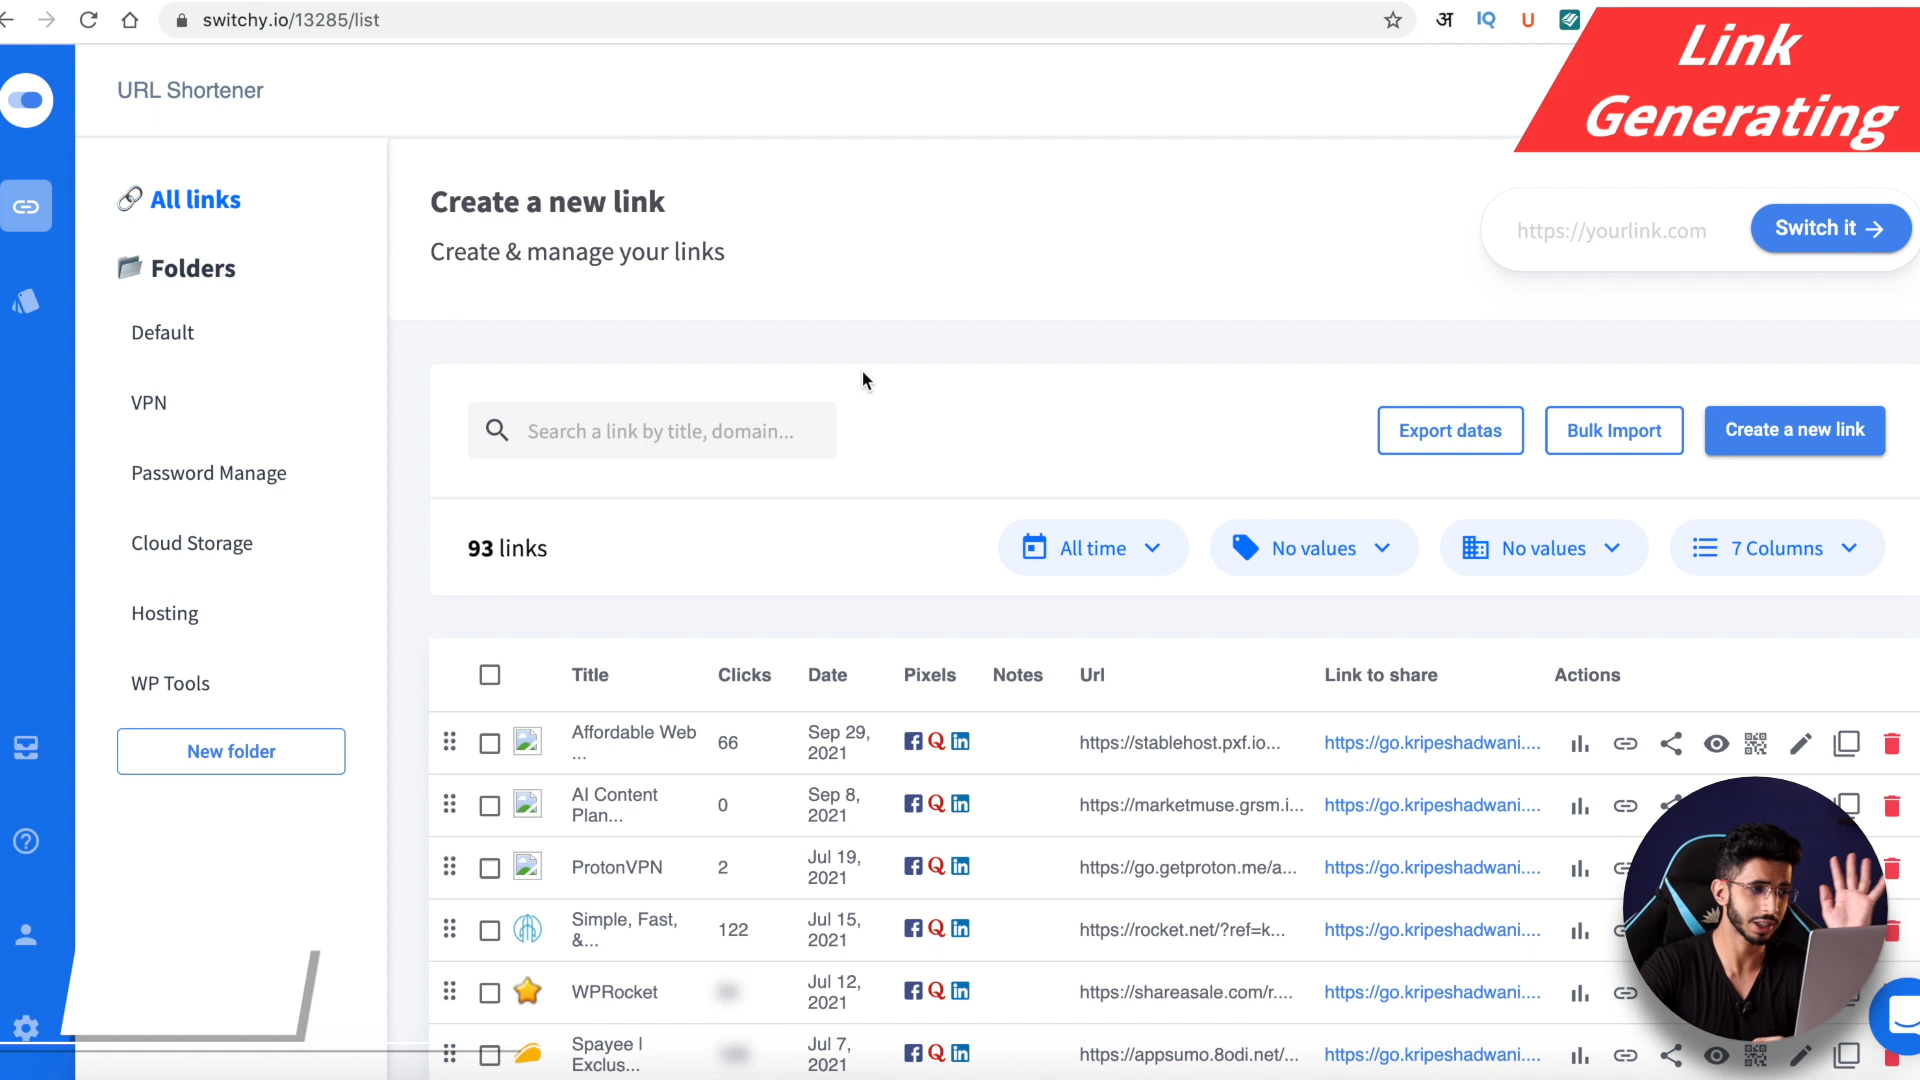 switchy.io/13285/list
अ
IQ
U
Link
Generating
URL Shortener
All links
Folders
Default
VPN
Password Manage
Cloud Storage
Hosting
WP Tools
New folder
Create a new link
Create & manage your links
https://yourlink.com
Switch it
Search a link by title, domain...
Export datas
Bulk Import
Create a new link
93 links
All time
No values
No values
7 Columns
Title Clicks Date Pixels Notes Url Link to share Actions
Affordable Web ... 66 Sep 29, 2021 https://stablehost.pxf.io... https://go.kripeshadwani....
AI Content Plan... 0 Sep 8, 2021 https://marketmuse.grsm.i... https://go.kripeshadwani....
ProtonVPN 2 Jul 19, 2021 https://go.getproton.me/a... https://go.kripeshadwani....
Simple, Fast, &... 122 Jul 15, 2021 https://rocket.net/?ref=k... https://go.kripeshadwani....
WPRocket Jul 12, 2021 https://shareasale.com/r.... https://go.kripeshadwani....
Spayee | Exclus... Jul 7, 2021 https://appsumo.8odi.net/... https://go.kripeshadwani....